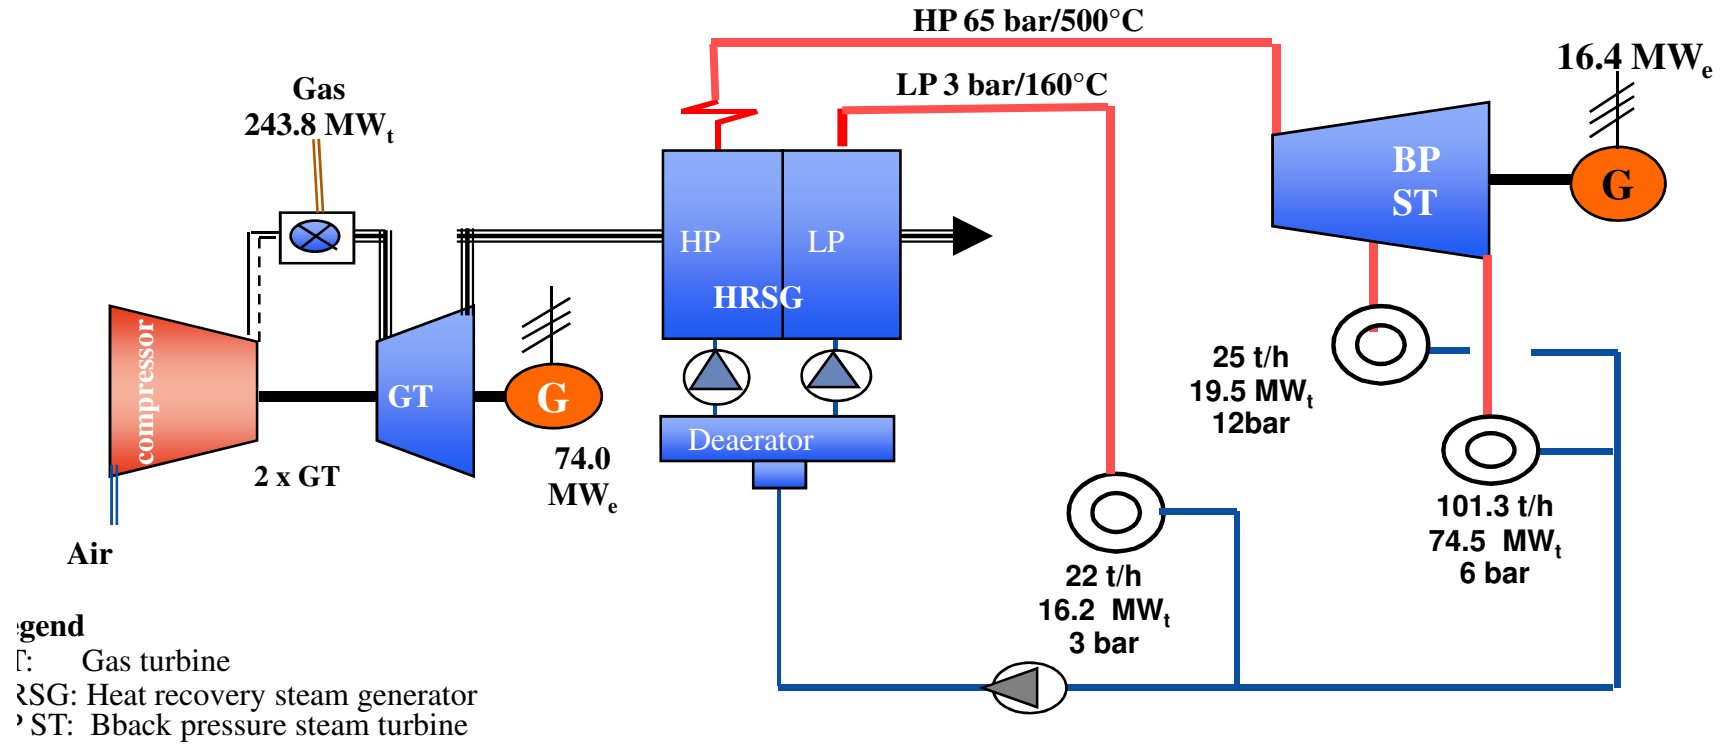 HP 65 bar/500°C
16.4 MWe
LP 3 bar/160°C
Gas
243.8 MWt
BP
ST
G
HP
LP
HRSG
compressor
GT
G
Deaerator
25 t/h
19.5 MWt
12bar
74.0
MWe
2 x GT
101.3 t/h
74.5 MWt
6 bar
Air
22 t/h
16.2 MWt
3 bar
egend
T: Gas turbine
RSG: Heat recovery steam generator
P ST: Bback pressure steam turbine